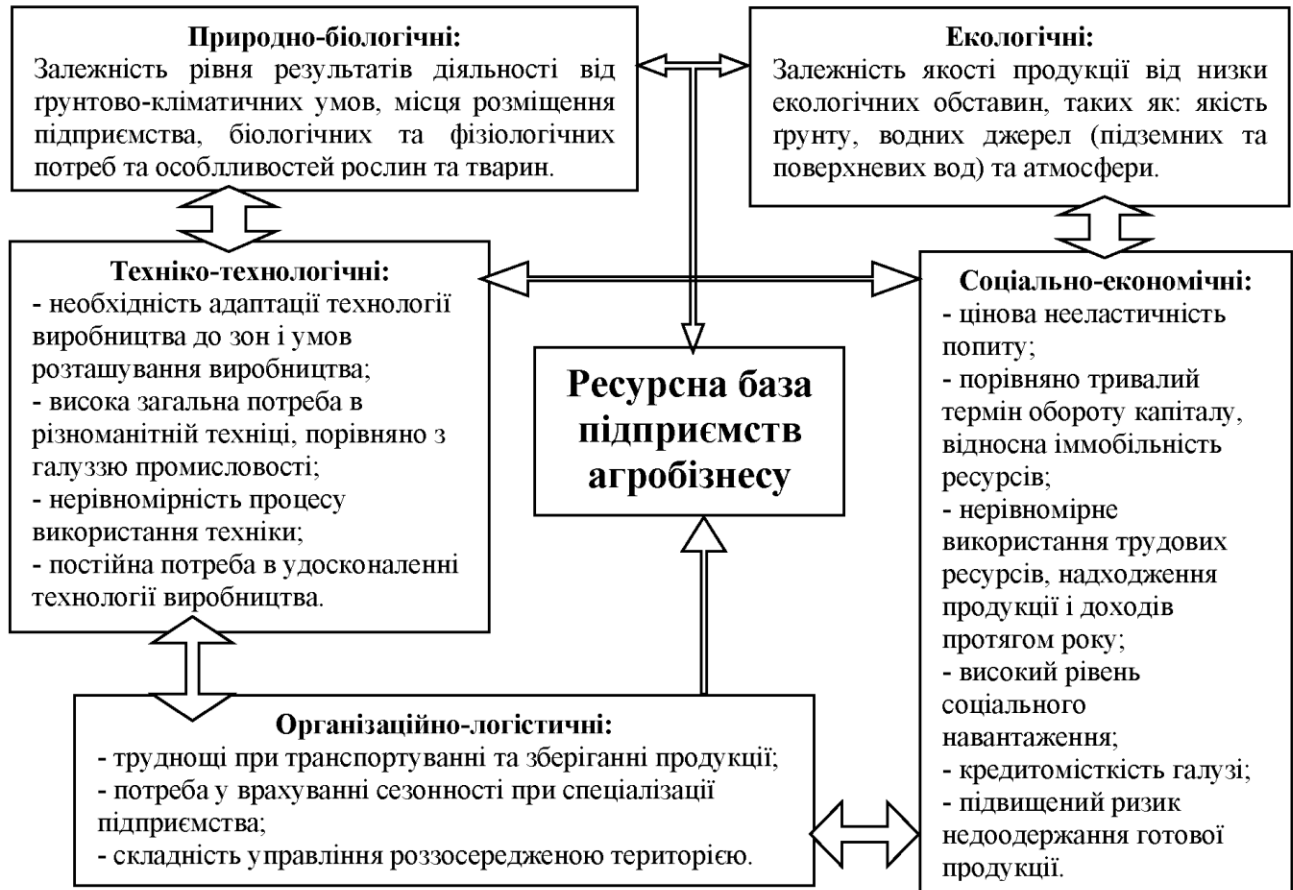 Природно-біологічні:
Залежність рівня результатів діяльності від
ґрунтово-кліматичних умов, місця розміщення
підприємства, біологічних та фізіологічних
потреб та особлливостей рослин та тварин.
Екологічні:
Залежність якості продукції від низки
екологічних обставин, таких як: якість
ґрунту, водних джерел (підземних та
поверхневих вод) та атмосфери.
Техніко-технологічні:
- необхідність адаптації технології
виробництва до зон і умов
розташування виробництва;
- висока загальна потреба в
різноманітній техніці, порівняно з
галуззю промисловості;
- нерівномірність процесу
використання техніки;
- постійна потреба в удосконаленні
технології виробництва.
Ресурсна база
підприємств
агробізнесу
Соціально-економічні:
- цінова нееластичність
попиту;
- порівняно тривалий
термін обороту капіталу,
відносна іммобільність
ресурсів;
- нерівномірне
використання трудових
ресурсів, надходження
продукції і доходів
протягом року;
- високий рівень
соціального
навантаження;
- кредитомісткість галузі;
- підвищений ризик
недоодержання готової
продукції.
Організаційно-логістичні:
- труднощі при транспортуванні та зберіганні продукції;
- потреба у врахуванні сезонності при спеціалізації
підприємства;
- складність управління роззосередженою територією.